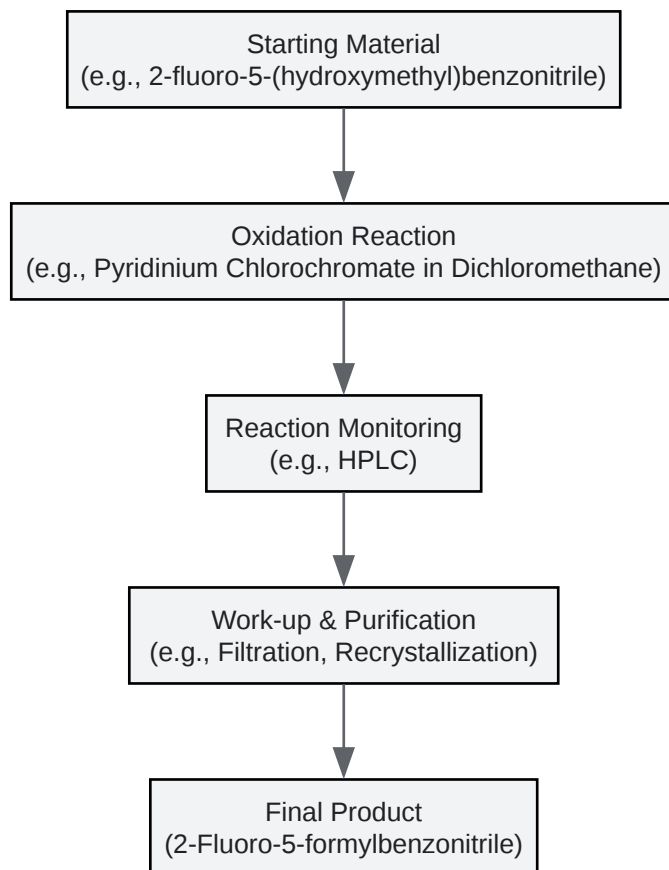 Starting Material
(e.g., 2-fluoro-5-(hydroxymethyl)benzonitrile)
Oxidation Reaction
(e.g., Pyridinium Chlorochromate in Dichloromethane)
Reaction Monitoring
(e.g., HPLC)
Work-up & Purification
(e.g., Filtration, Recrystallization)
Final Product
(2-Fluoro-5-formylbenzonitrile)